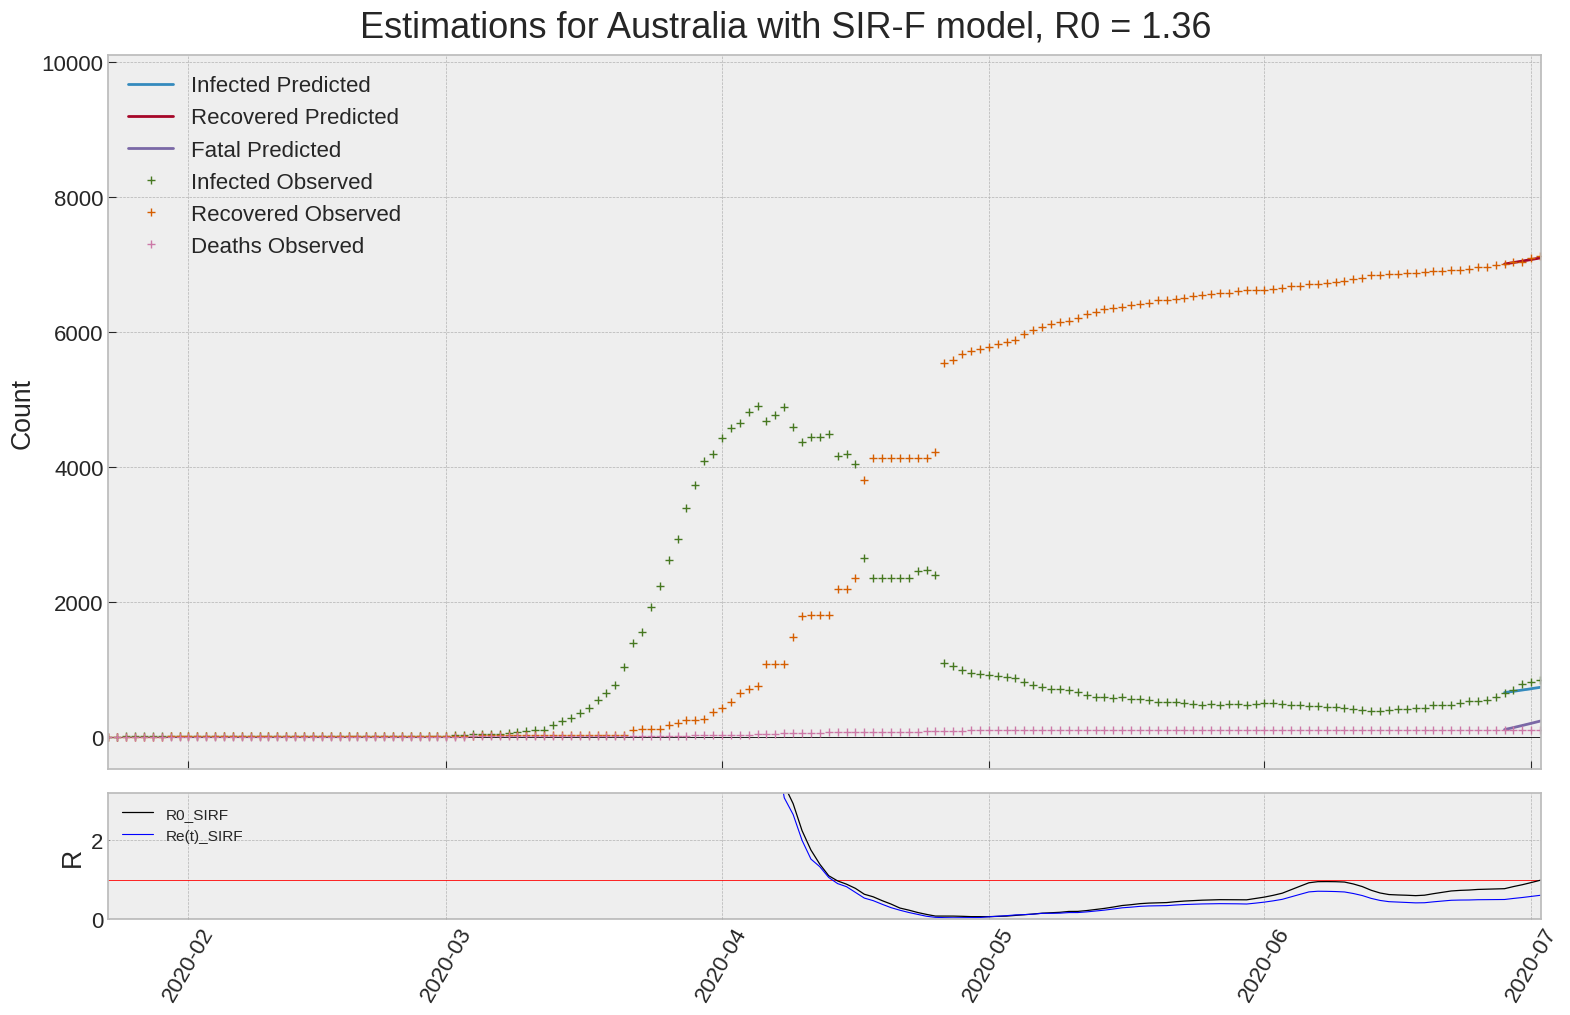 Estimations for Australia with SIR-F model, R0 = 1.36
10000
8000
6000
4000
2000
0
Count
Infected Predicted
Recovered Predicted
Fatal Predicted
Infected Observed
Recovered Observed
Deaths Observed
R0_SIRF
Re(t)_SIRF
2
0
R
2020-02
2020-03
2020-04
2020-05
2020-06
2020-07